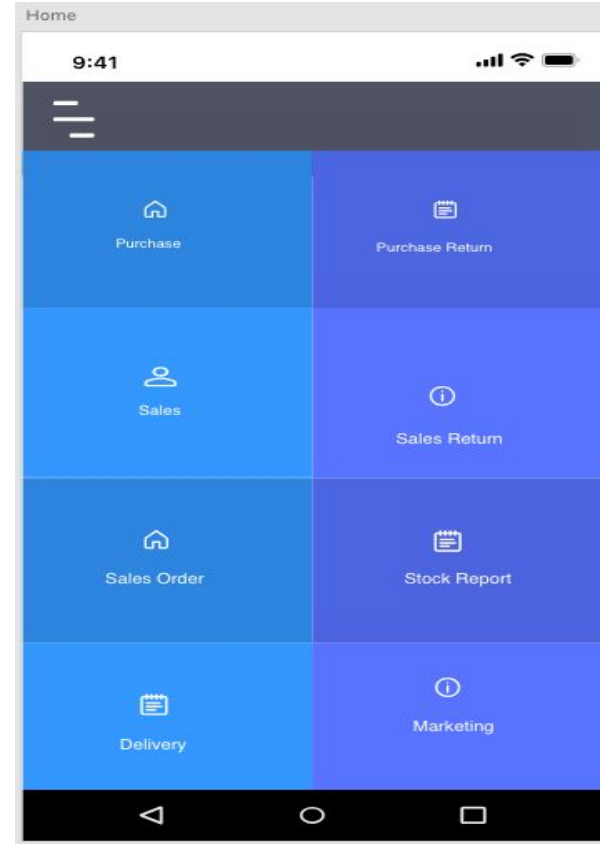 Home
9:41
Purchase
Purchase Return
Sales
Sales Return
Sales Order
Stock Report
Delivery
Marketing